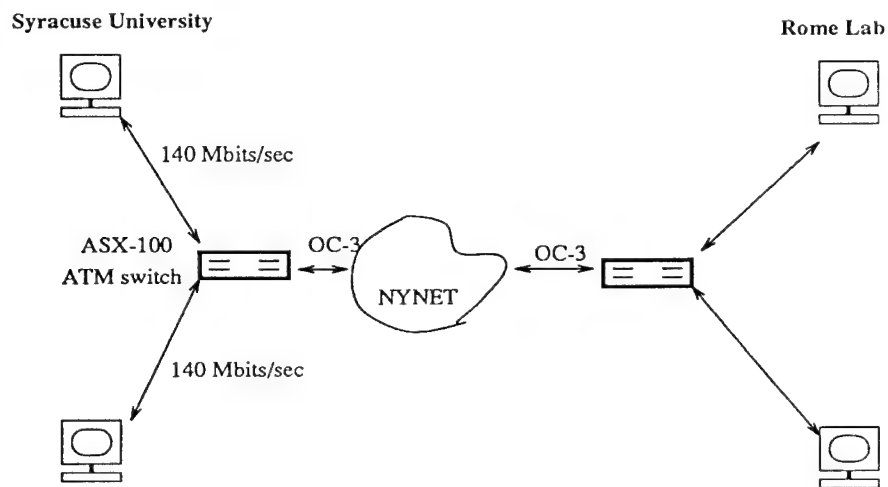 Syracuse University
Rome Lab
140 Mbits/sec
ASX-100
ATM switch
OC-3
NYNET
OC-3
140 Mbits/sec